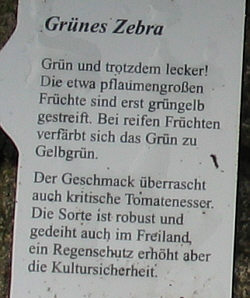 Grünes Zebra
Grün und trotzdem lecker!
Die etwa pflaumengroßen
Früchte sind erst grüngelb
gestreift. Bei reifen Früchten
verfärbt sich das Grün zu
Gelbgrün.
Der Geschmack überrascht
auch kritische Tomatenesser.
Die Sorte ist robust und
gedeiht auch im Freiland,
ein Regenschutz erhöht aber
die Kultursicherheit.